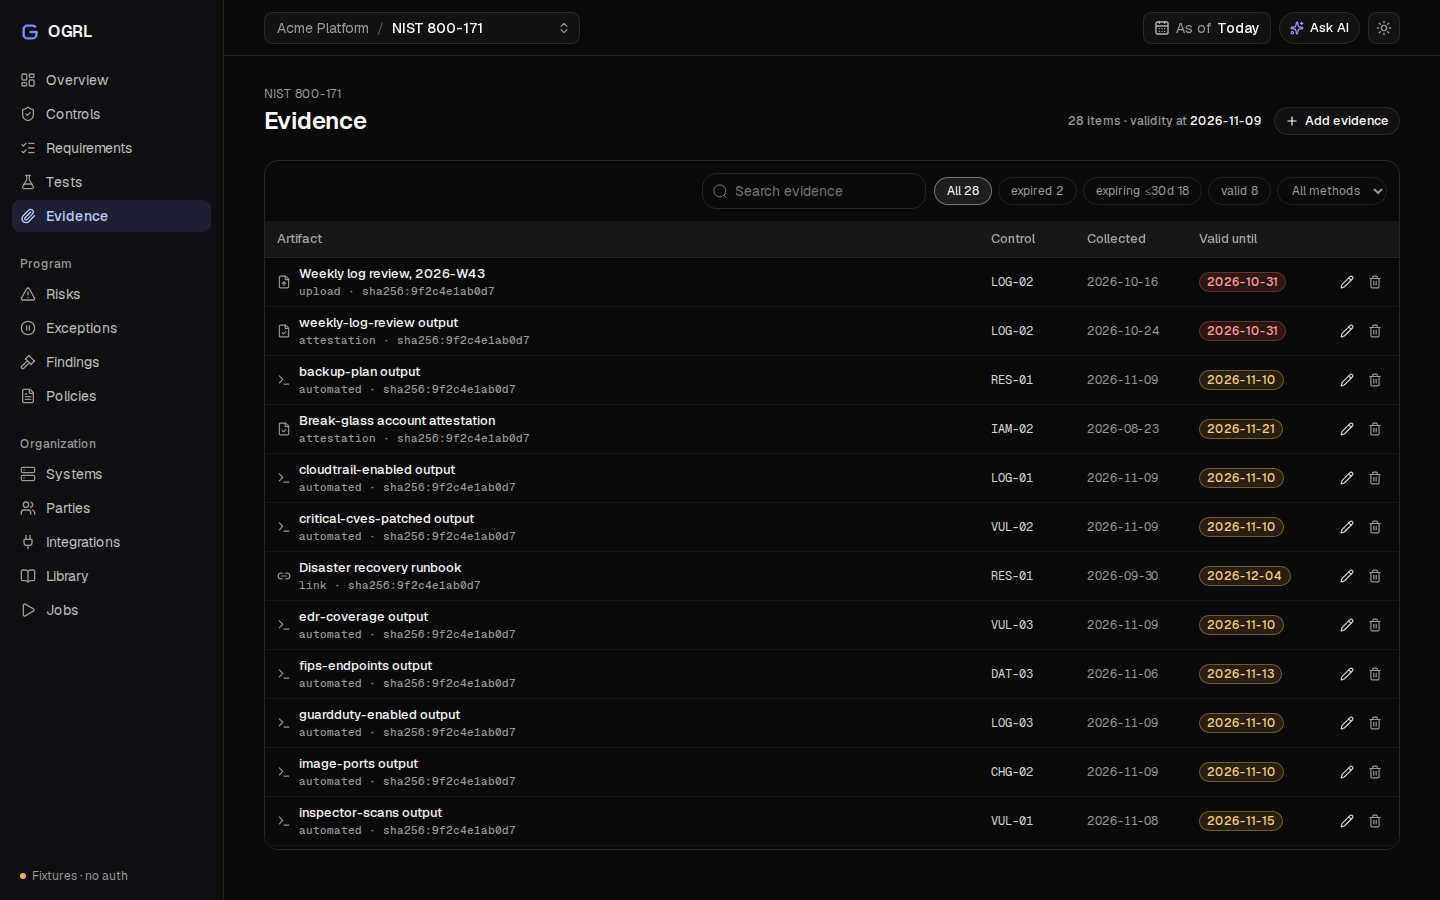 OGRL
Acme Platform / NIST 800-171
As of Today
Ask AI
Overview
Controls
Requirements
Tests
Evidence
Program
Risks
Exceptions
Findings
Policies
Organization
Systems
Parties
Integrations
Library
Jobs
Fixtures · no auth
NIST 800-171
Evidence
28 items · validity at 2026-11-09
Add evidence
Search evidence
All 28
expired 2
expiring ≤30d 18
valid 8
All methods
Artifact Control Collected Valid until
Weekly log review, 2026-W43
upload · sha256:9f2c4e1ab0d7
LOG-02 2026-10-16 2026-10-31
weekly-log-review output
attestation · sha256:9f2c4e1ab0d7
LOG-02 2026-10-24 2026-10-31
backup-plan output
automated · sha256:9f2c4e1ab0d7
RES-01 2026-11-09 2026-11-10
Break-glass account attestation
attestation · sha256:9f2c4e1ab0d7
IAM-02 2026-08-23 2026-11-21
cloudtrail-enabled output
automated · sha256:9f2c4e1ab0d7
LOG-01 2026-11-09 2026-11-10
critical-cves-patched output
automated · sha256:9f2c4e1ab0d7
VUL-02 2026-11-09 2026-11-10
Disaster recovery runbook
link · sha256:9f2c4e1ab0d7
RES-01 2026-09-30 2026-12-04
edr-coverage output
automated · sha256:9f2c4e1ab0d7
VUL-03 2026-11-09 2026-11-10
fips-endpoints output
automated · sha256:9f2c4e1ab0d7
DAT-03 2026-11-06 2026-11-13
guardduty-enabled output
automated · sha256:9f2c4e1ab0d7
LOG-03 2026-11-09 2026-11-10
image-ports output
automated · sha256:9f2c4e1ab0d7
CHG-02 2026-11-09 2026-11-10
inspector-scans output
automated · sha256:9f2c4e1ab0d7
VUL-01 2026-11-08 2026-11-15